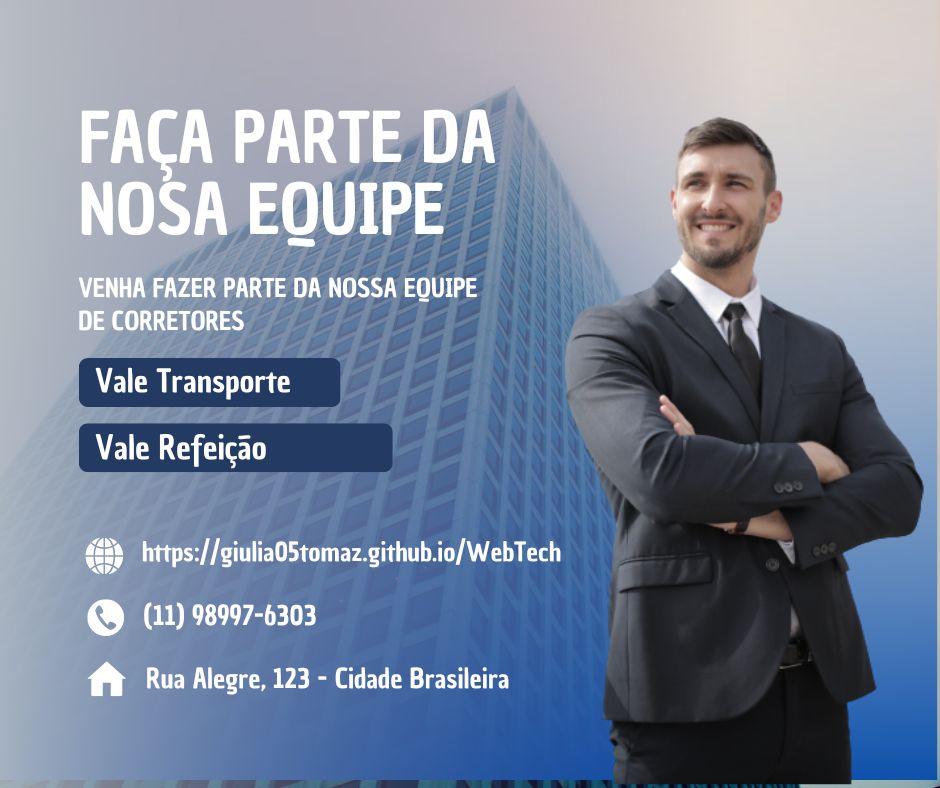 FAÇA PARTE DA
NOSA EQUIPE
VENHA FAZER PARTE DA NOSSA EQUIPE
DE CORRETORES
Vale Transporte
Vale Refeição
https://giulia05tomaz.github.io/WebTech
(11) 98997-6303
Rua Alegre, 123 - Cidade Brasileira